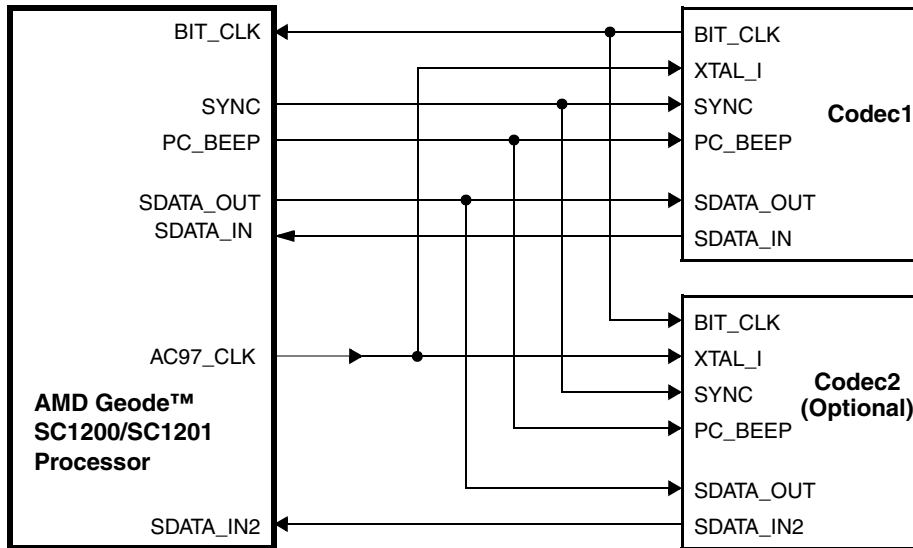 BIT_CLK
SYNC
PC_BEEP
SDATA_OUT
SDATA_IN
AC97_CLK
AMD Geode™
SC1200/SC1201
Processor
SDATA_IN2
BIT_CLK
XTAL_I
SYNC
Codec1
PC_BEEP
SDATA_OUT
SDATA_IN
BIT_CLK
XTAL_I
SYNC
Codec2
(Optional)
PC_BEEP
SDATA_OUT
SDATA_IN2